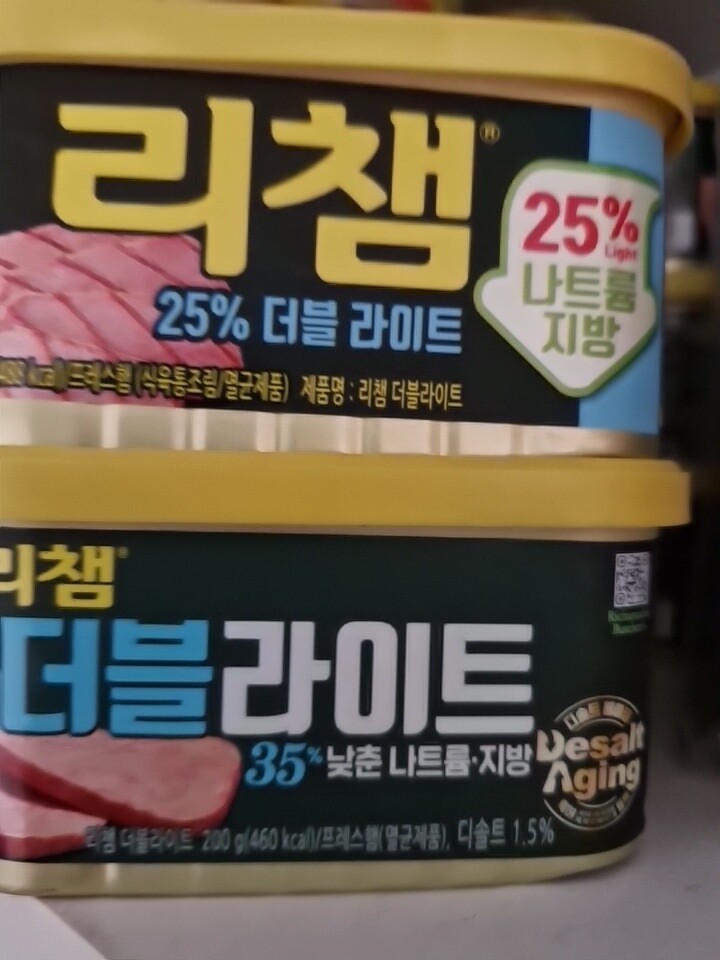 리챔®
25% 더블 라이트
25%
Light
나트륨
지방
kcal)/프레스햄 (식육통조림/멸균제품) 제품명 : 리챔 더블라이트
리챔
더블라이트
35% 낮춘 나트륨·지방
Desalt
Aging
리챔 더블라이트 200 g(460 kcal)/프레스햄(멸균제품), 디솔트 1.5%